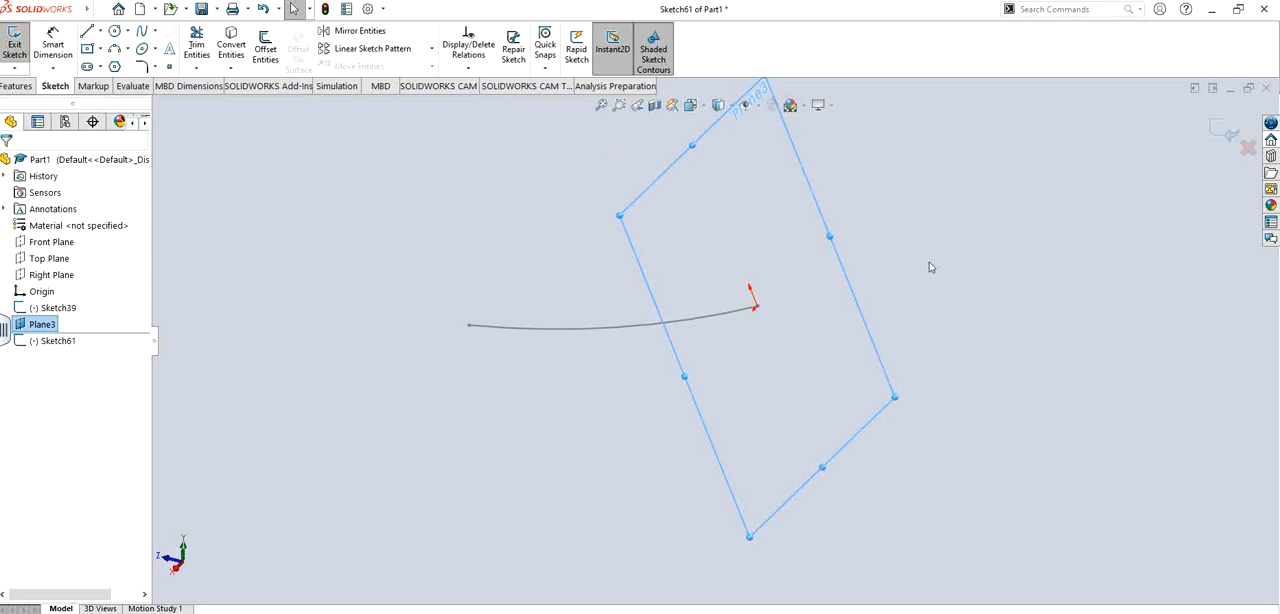 SOLIDWORKS
Sketch61 of Part1 *
Search Commands
Exit Sketch
Smart Dimension
Trim Entities
Convert Entities
Offset Entities
Offset On Surface
Mirror Entities
Linear Sketch Pattern
Move Entities
Display/Delete Relations
Repair Sketch
Quick Snaps
Rapid Sketch
Instant2D
Shaded Sketch Contours
Features
Sketch
Markup
Evaluate
MBD Dimensions
SOLIDWORKS Add-Ins
Simulation
MBD
SOLIDWORKS CAM
SOLIDWORKS CAM T...
Analysis Preparation
Plane3
Part1 (Default<<Default>_Dis
History
Sensors
Annotations
Material <not specified>
Front Plane
Top Plane
Right Plane
Origin
(-) Sketch39
Plane3
(-) Sketch61
Y
Z
X
Model
3D Views
Motion Study 1